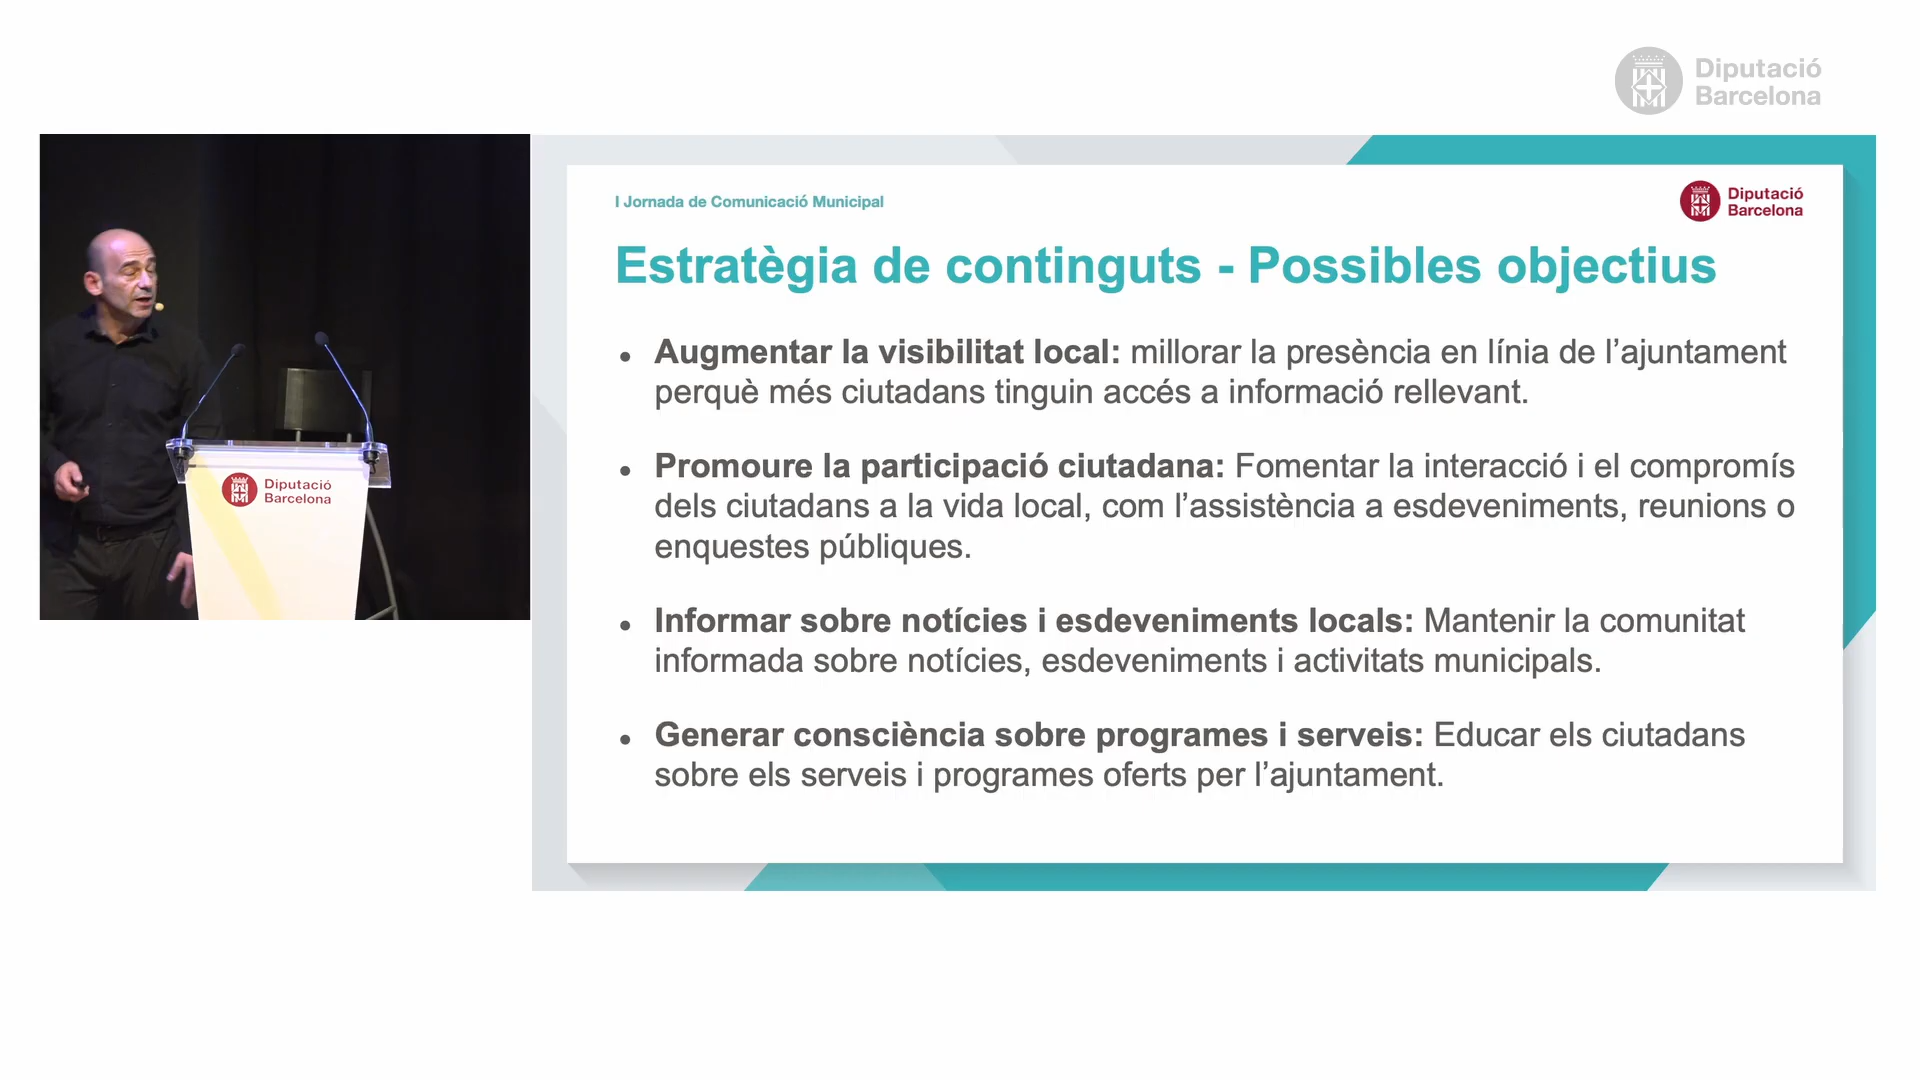 Diputació
Barcelona
I Jornada de Comunicació Municipal
Diputació
Barcelona
Estratègia de continguts - Possibles objectius
• Augmentar la visibilitat local: millorar la presència en línia de l’ajuntament
perquè més ciutadans tinguin accés a informació rellevant.
• Promoure la participació ciutadana: Fomentar la interacció i el compromís
dels ciutadans a la vida local, com l’assistència a esdeveniments, reunions o
enquestes públiques.
• Informar sobre notícies i esdeveniments locals: Mantenir la comunitat
informada sobre notícies, esdeveniments i activitats municipals.
• Generar consciència sobre programes i serveis: Educar els ciutadans
sobre els serveis i programes oferts per l’ajuntament.
Diputació
Barcelona